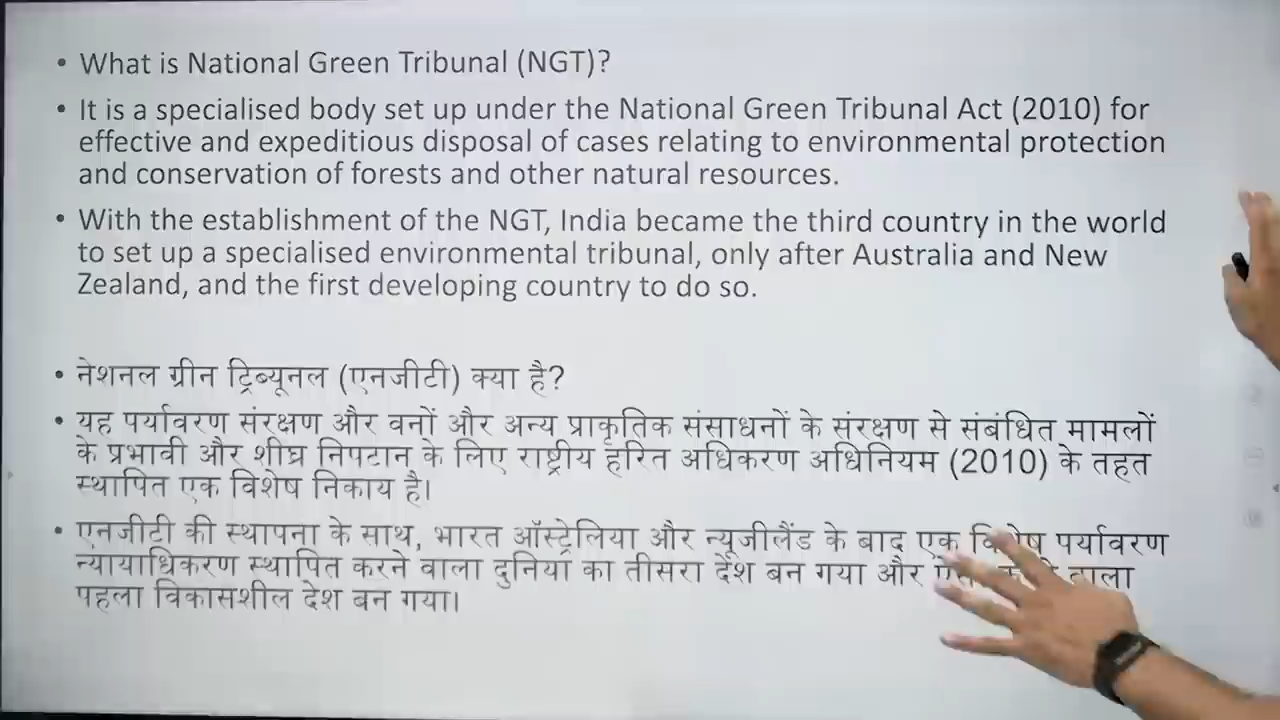 • What is National Green Tribunal (NGT)?
• It is a specialised body set up under the National Green Tribunal Act (2010) for
effective and expeditious disposal of cases relating to environmental protection
and conservation of forests and other natural resources.
• With the establishment of the NGT, India became the third country in the world
to set up a specialised environmental tribunal, only after Australia and New
Zealand, and the first developing country to do so.
• नेशनल ग्रीन ट्रिब्यूनल (एनजीटी) क्या है?
• यह पर्यावरण संरक्षण और वनों और अन्य प्राकृतिक संसाधनों के संरक्षण से संबंधित मामलों
के प्रभावी और शीघ्र निपटान के लिए राष्ट्रीय हरित अधिकरण अधिनियम (2010) के तहत
स्थापित एक विशेष निकाय है।
• एनजीटी की स्थापना के साथ, भारत ऑस्ट्रेलिया और न्यूजीलैंड के बाद एक पर्यावरण
न्यायाधिकरण स्थापित करने वाला दुनिया का तीसरा देश बन गया और
पहला विकासशील देश बन गया।